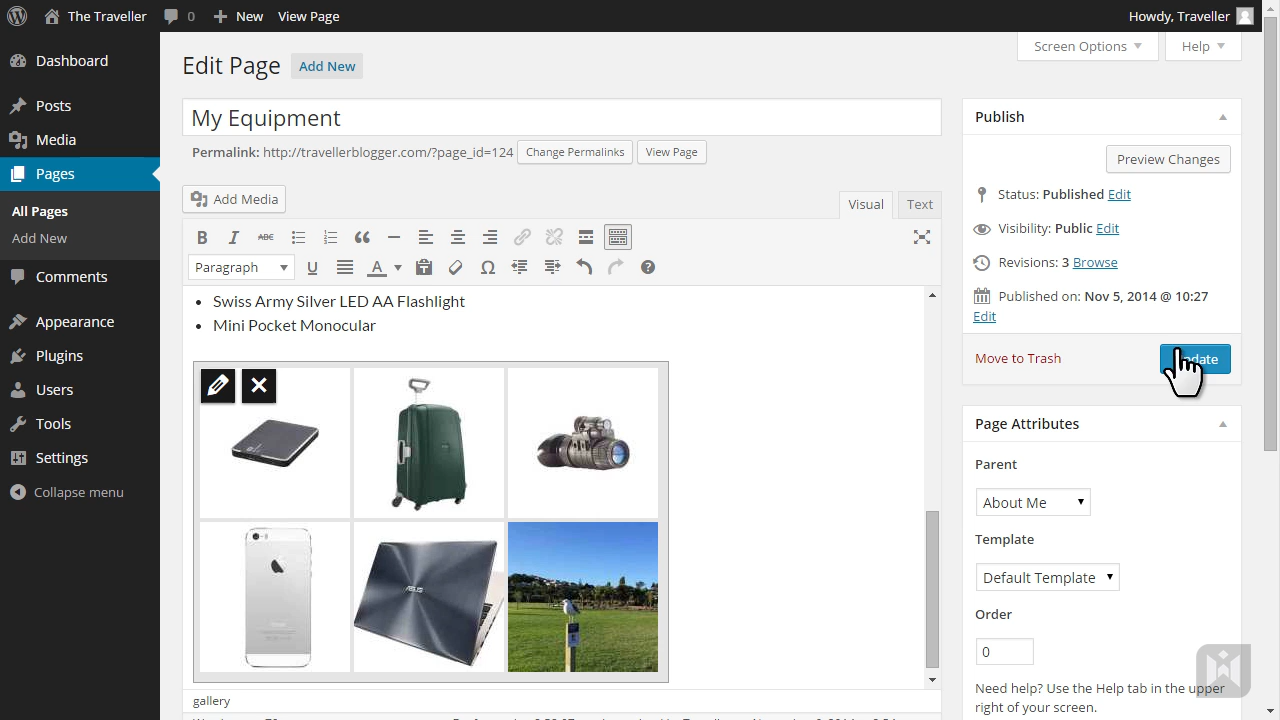 The Traveller
0
New
View Page
Howdy, Traveller
Dashboard
Posts
Media
Pages
All Pages
Add New
Comments
Appearance
Plugins
Users
Tools
Settings
Collapse menu
Screen Options
Help
Edit Page
Add New
My Equipment
Permalink: http://travellerblogger.com/?page_id=124
Change Permalinks
View Page
Add Media
Visual
Text
B I ABC
Paragraph
U
A
Ω
Swiss Army Silver LED AA Flashlight
Mini Pocket Monocular
ASUS
gallery
Publish
Preview Changes
Status: Published Edit
Visibility: Public Edit
Revisions: 3 Browse
Published on: Nov 5, 2014 @ 10:27
Edit
Move to Trash
Page Attributes
Parent
About Me
Template
Default Template
Order
0
Need help? Use the Help tab in the upper
right of your screen.